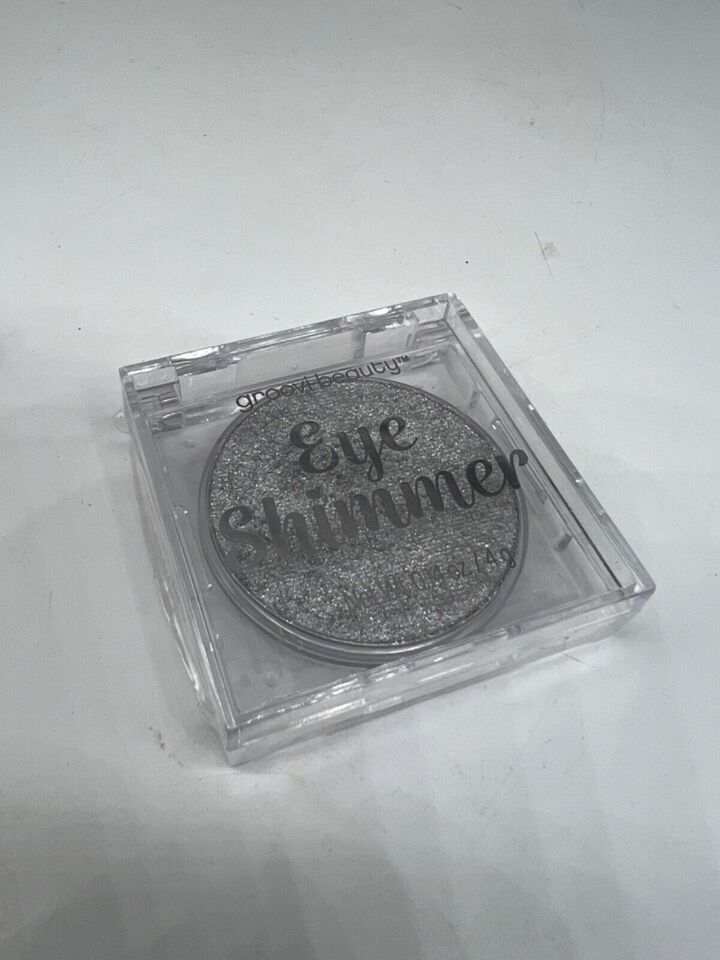 groovi beauty™
Eye
Shimmer
Net Wt. 0.14 oz / 4 g